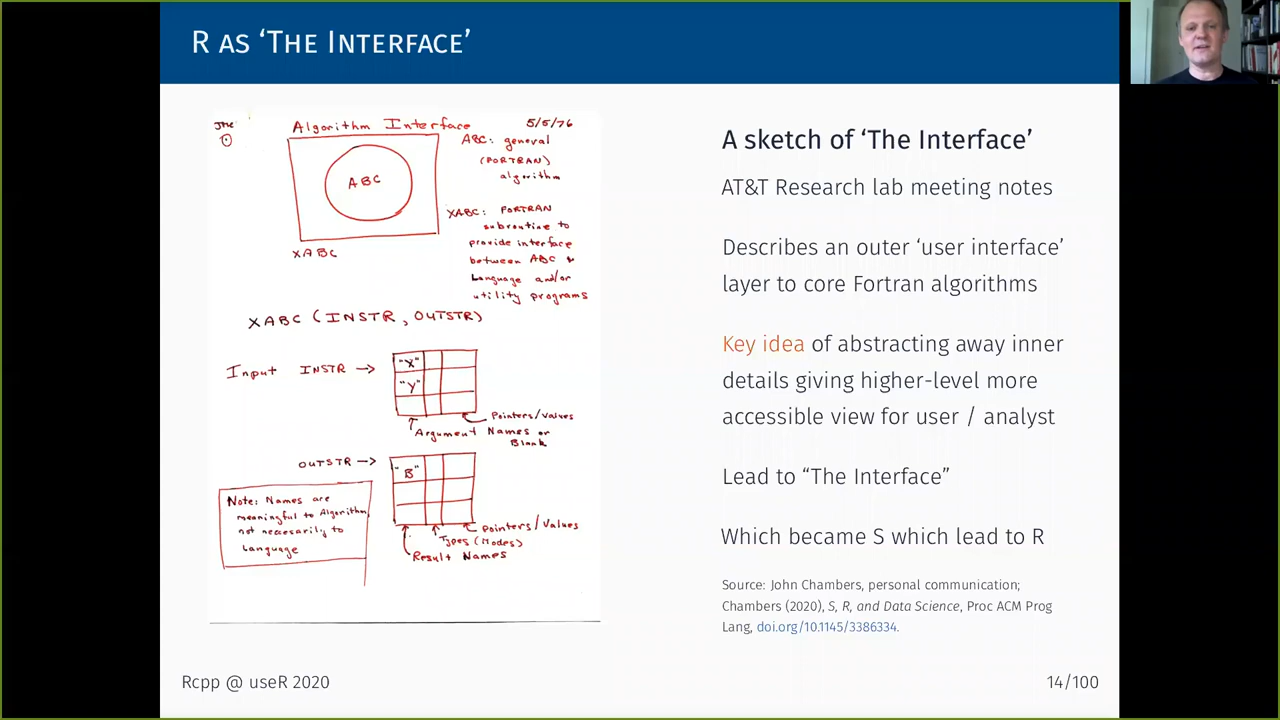 R as ‘The Interface’
JMC
1
Algorithm Interface
5/5/76
ABC
XABC
ABC: general
(FORTRAN)
algorithm
XABC: FORTRAN
subroutine to
provide interface
between ABC &
Language and/or
utility programs
XABC (INSTR, OUTSTR)
Input INSTR →
"X"
"Y"
Pointers/Values
Argument Names or
Blank
OUTSTR →
"B"
Pointers/Values
Types (Modes)
Result Names
Note: Names are
meaningful to Algorithm,
not necessarily to
Language
A sketch of ‘The Interface’
AT&T Research lab meeting notes
Describes an outer ‘user interface’
layer to core Fortran algorithms
Key idea of abstracting away inner
details giving higher-level more
accessible view for user / analyst
Lead to “The Interface”
Which became S which lead to R
Source: John Chambers, personal communication;
Chambers (2020), S, R, and Data Science, Proc ACM Prog
Lang, doi.org/10.1145/3386334.
Rcpp @ useR 2020
14/100